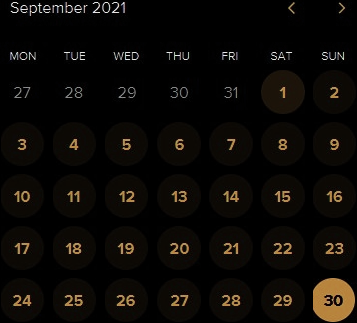 September 2021
MON TUE WED THU FRI SAT SUN
27 28 29 30 31 1 2
3 4 5 6 7 8 9
10 11 12 13 14 15 16
17 18 19 20 21 22 23
24 25 26 27 28 29 30